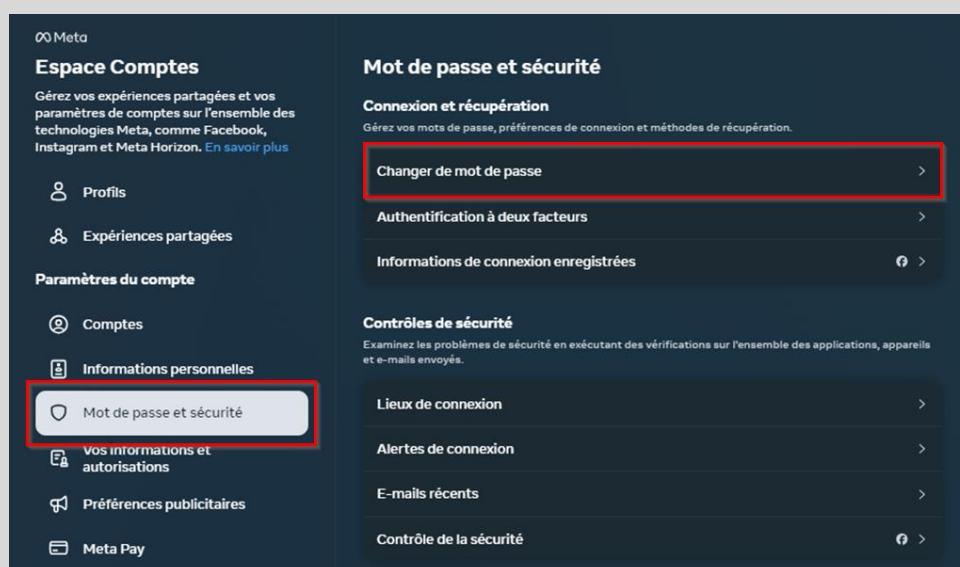 Meta
Espace Comptes
Gérez vos expériences partagées et vos
paramètres de comptes sur l'ensemble des
technologies Meta, comme Facebook,
Instagram et Meta Horizon. En savoir plus
Profils
Expériences partagées
Paramètres du compte
Comptes
Informations personnelles
Mot de passe et sécurité
Vos informations et
autorisations
Préférences publicitaires
Meta Pay
Mot de passe et sécurité
Connexion et récupération
Gérez vos mots de passe, préférences de connexion et méthodes de récupération.
Changer de mot de passe
Authentification à deux facteurs
Informations de connexion enregistrées
Contrôles de sécurité
Examinez les problèmes de sécurité en exécutant des vérifications sur l'ensemble des applications, appareils
et e-mails envoyés.
Lieux de connexion
Alertes de connexion
E-mails récents
Contrôle de la sécurité